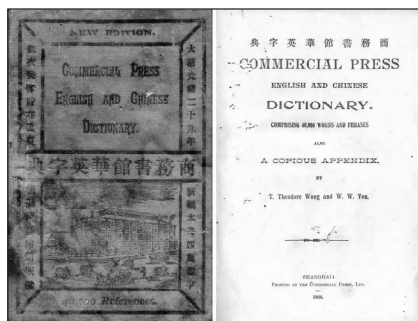 NEW EDITION.
COMMERCIAL PRESS
ENGLISH AND CHINESE
DICTIONARY.
大清光緒二十九年
典字英華館書務商
40,000 References.
典字英華館書務商
COMMERCIAL PRESS
ENGLISH AND CHINESE
DICTIONARY.
COMPRISING 40,000 WORDS AND PHRASES
ALSO
A COPIOUS APPENDIX,
BY
T. Theodore Wong and W. W. Yen.
SHANGHAI
PRINTED AT THE COMMERCIAL PRESS, LTD.